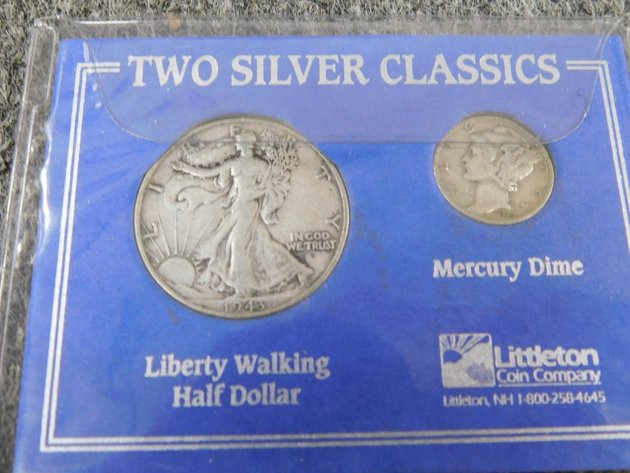 TWO SILVER CLASSICS
LIBERTY
IN GOD
WE TRUST
1943
Mercury Dime
Liberty Walking
Half Dollar
Littleton
Coin Company
Littleton, NH 1-800-258-4645